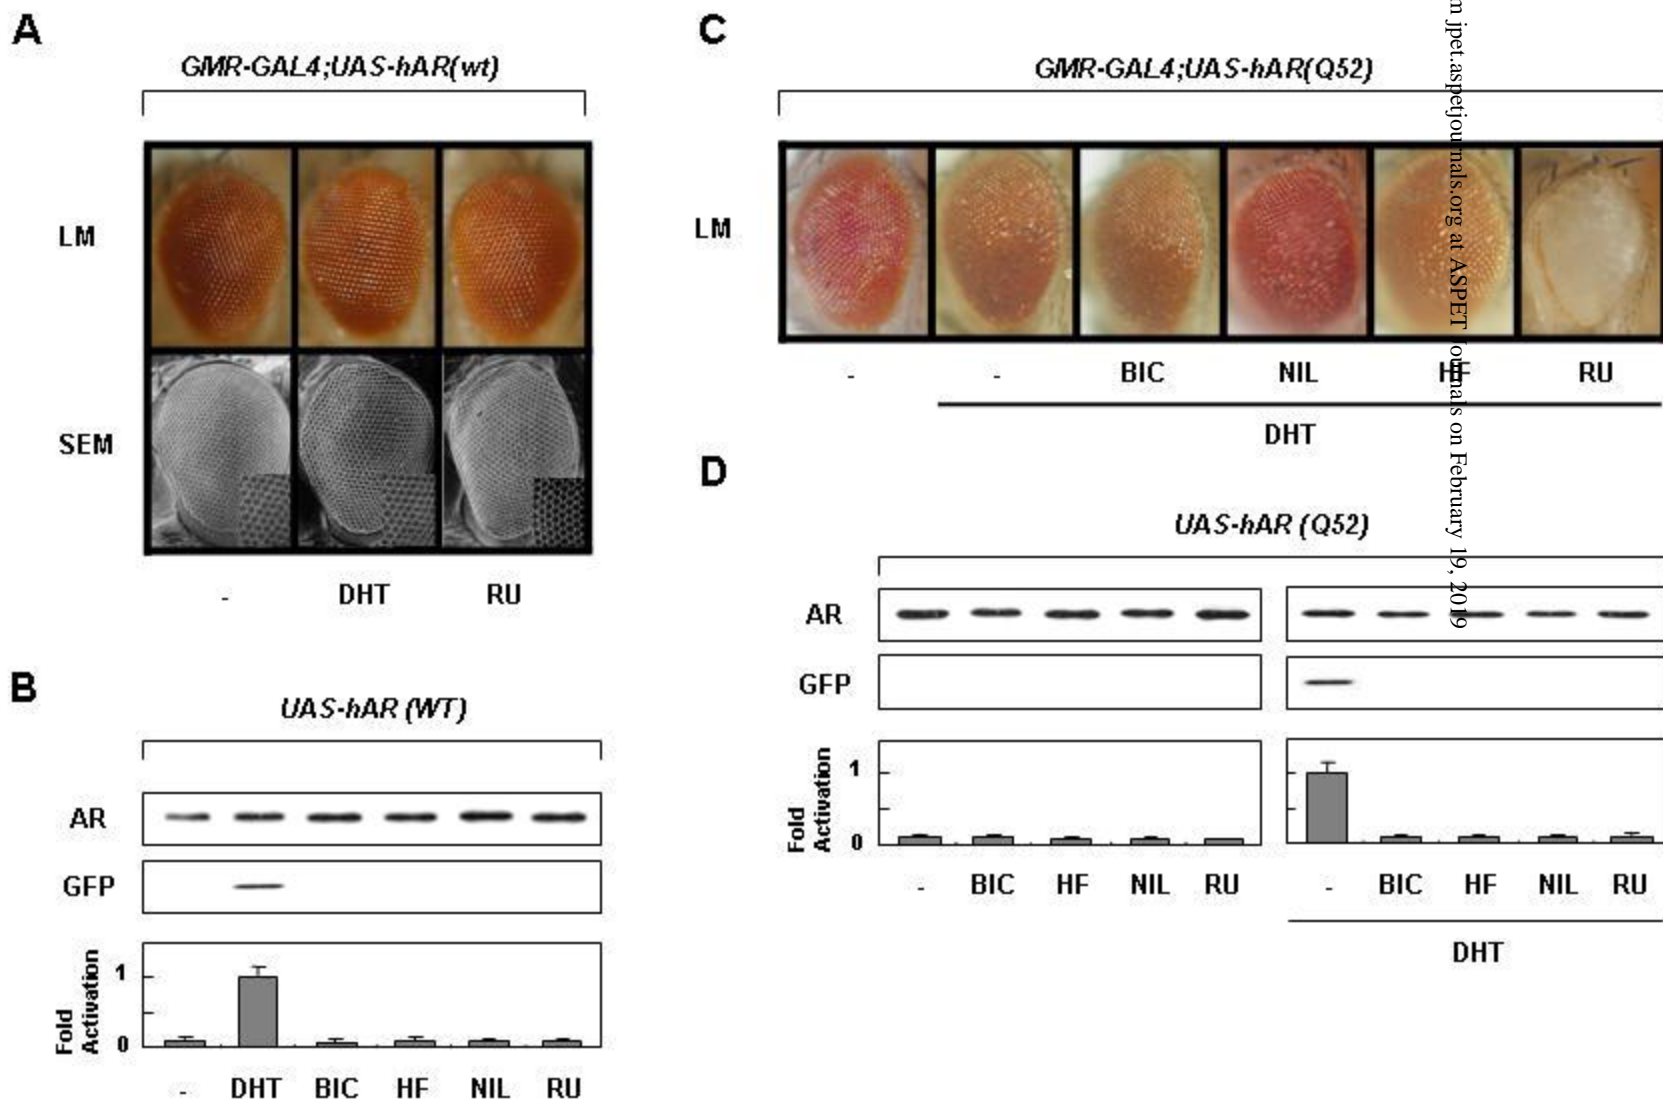 A
GMR-GAL4;UAS-hAR(wt)
LM
SEM
- DHT RU
B
UAS-hAR (WT)
AR
GFP
Fold Activation
1
0
- DHT BIC HF NIL RU
C
GMR-GAL4;UAS-hAR(Q52)
LM
- - BIC NIL HF RU
DHT
D
UAS-hAR (Q52)
AR
GFP
Fold Activation
1
0
- BIC HF NIL RU - BIC HF NIL RU
DHT
m jpet.aspetjournals.org at ASPET Journals on February 19, 2019